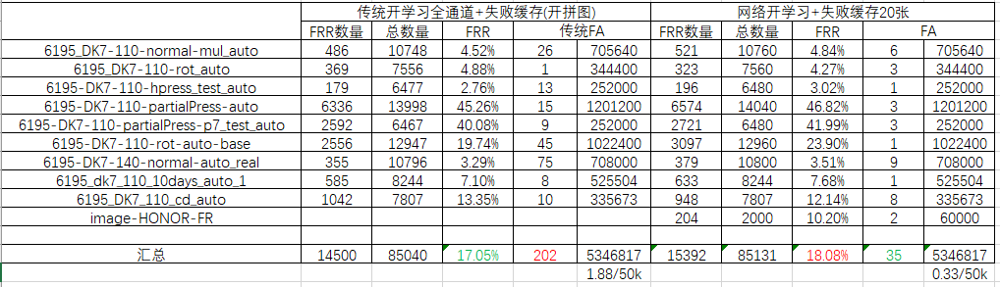 传统开学习全通道+失败缓存(开拼图) 网络开学习+失败缓存20张
FRR数量 总数量 FRR 传统FA FRR数量 总数量 FRR FA
6195_DK7-110-normal-mul_auto 486 10748 4.52% 26 705640 521 10760 4.84% 6 705640
6195_DK7-110-rot_auto 369 7556 4.88% 1 344400 323 7560 4.27% 3 344400
6195-DK7-110-hpress_test_auto 179 6477 2.76% 13 252000 196 6480 3.02% 1 252000
6195-DK7-110-partialPress-auto 6336 13998 45.26% 15 1201200 6574 14040 46.82% 3 1201200
6195-DK7-110-partialPress-p7_test_auto 2592 6467 40.08% 9 252000 2721 6480 41.99% 3 252000
6195-DK7-110-rot-auto-base 2556 12947 19.74% 45 1022400 3097 12960 23.90% 1 1022400
6195-DK7-140-normal-auto_real 355 10796 3.29% 75 708000 379 10800 3.51% 9 708000
6195_dk7_110_10days_auto_1 585 8244 7.10% 8 525504 633 8244 7.68% 1 525504
6195_DK7_110_cd_auto 1042 7807 13.35% 10 335673 948 7807 12.14% 8 335673
image-HONOR-FR 204 2000 10.20% 2 60000
汇总 14500 85040 17.05% 202 5346817 15392 85131 18.08% 35 5346817
1.88/50k 0.33/50k